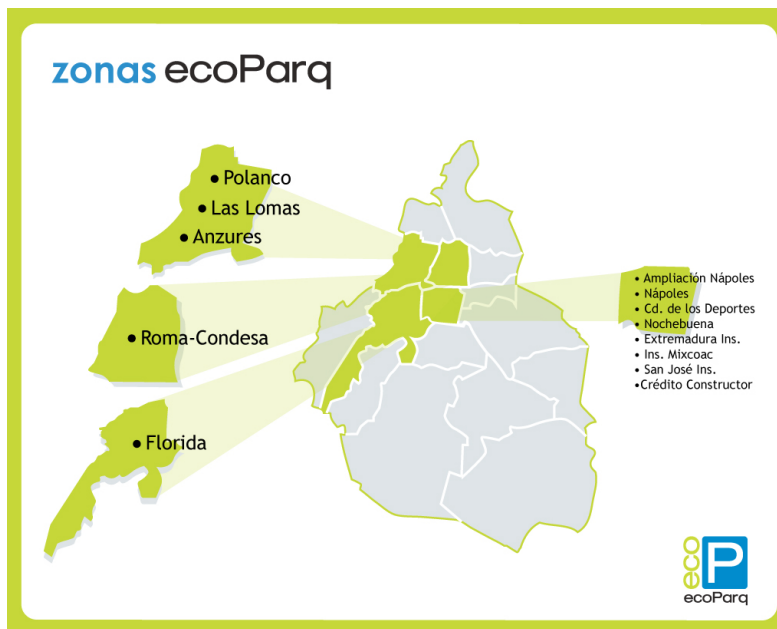 zonas ecoParq
• Polanco
• Las Lomas
• Anzures
• Roma-Condesa
• Florida
• Ampliación Nápoles
• Nápoles
• Cd. de los Deportes
• Nochebuena
• Extremadura Ins.
• Ins. Mixcoac
• San José Ins.
•Crédito Constructor
eco P
ecoParq